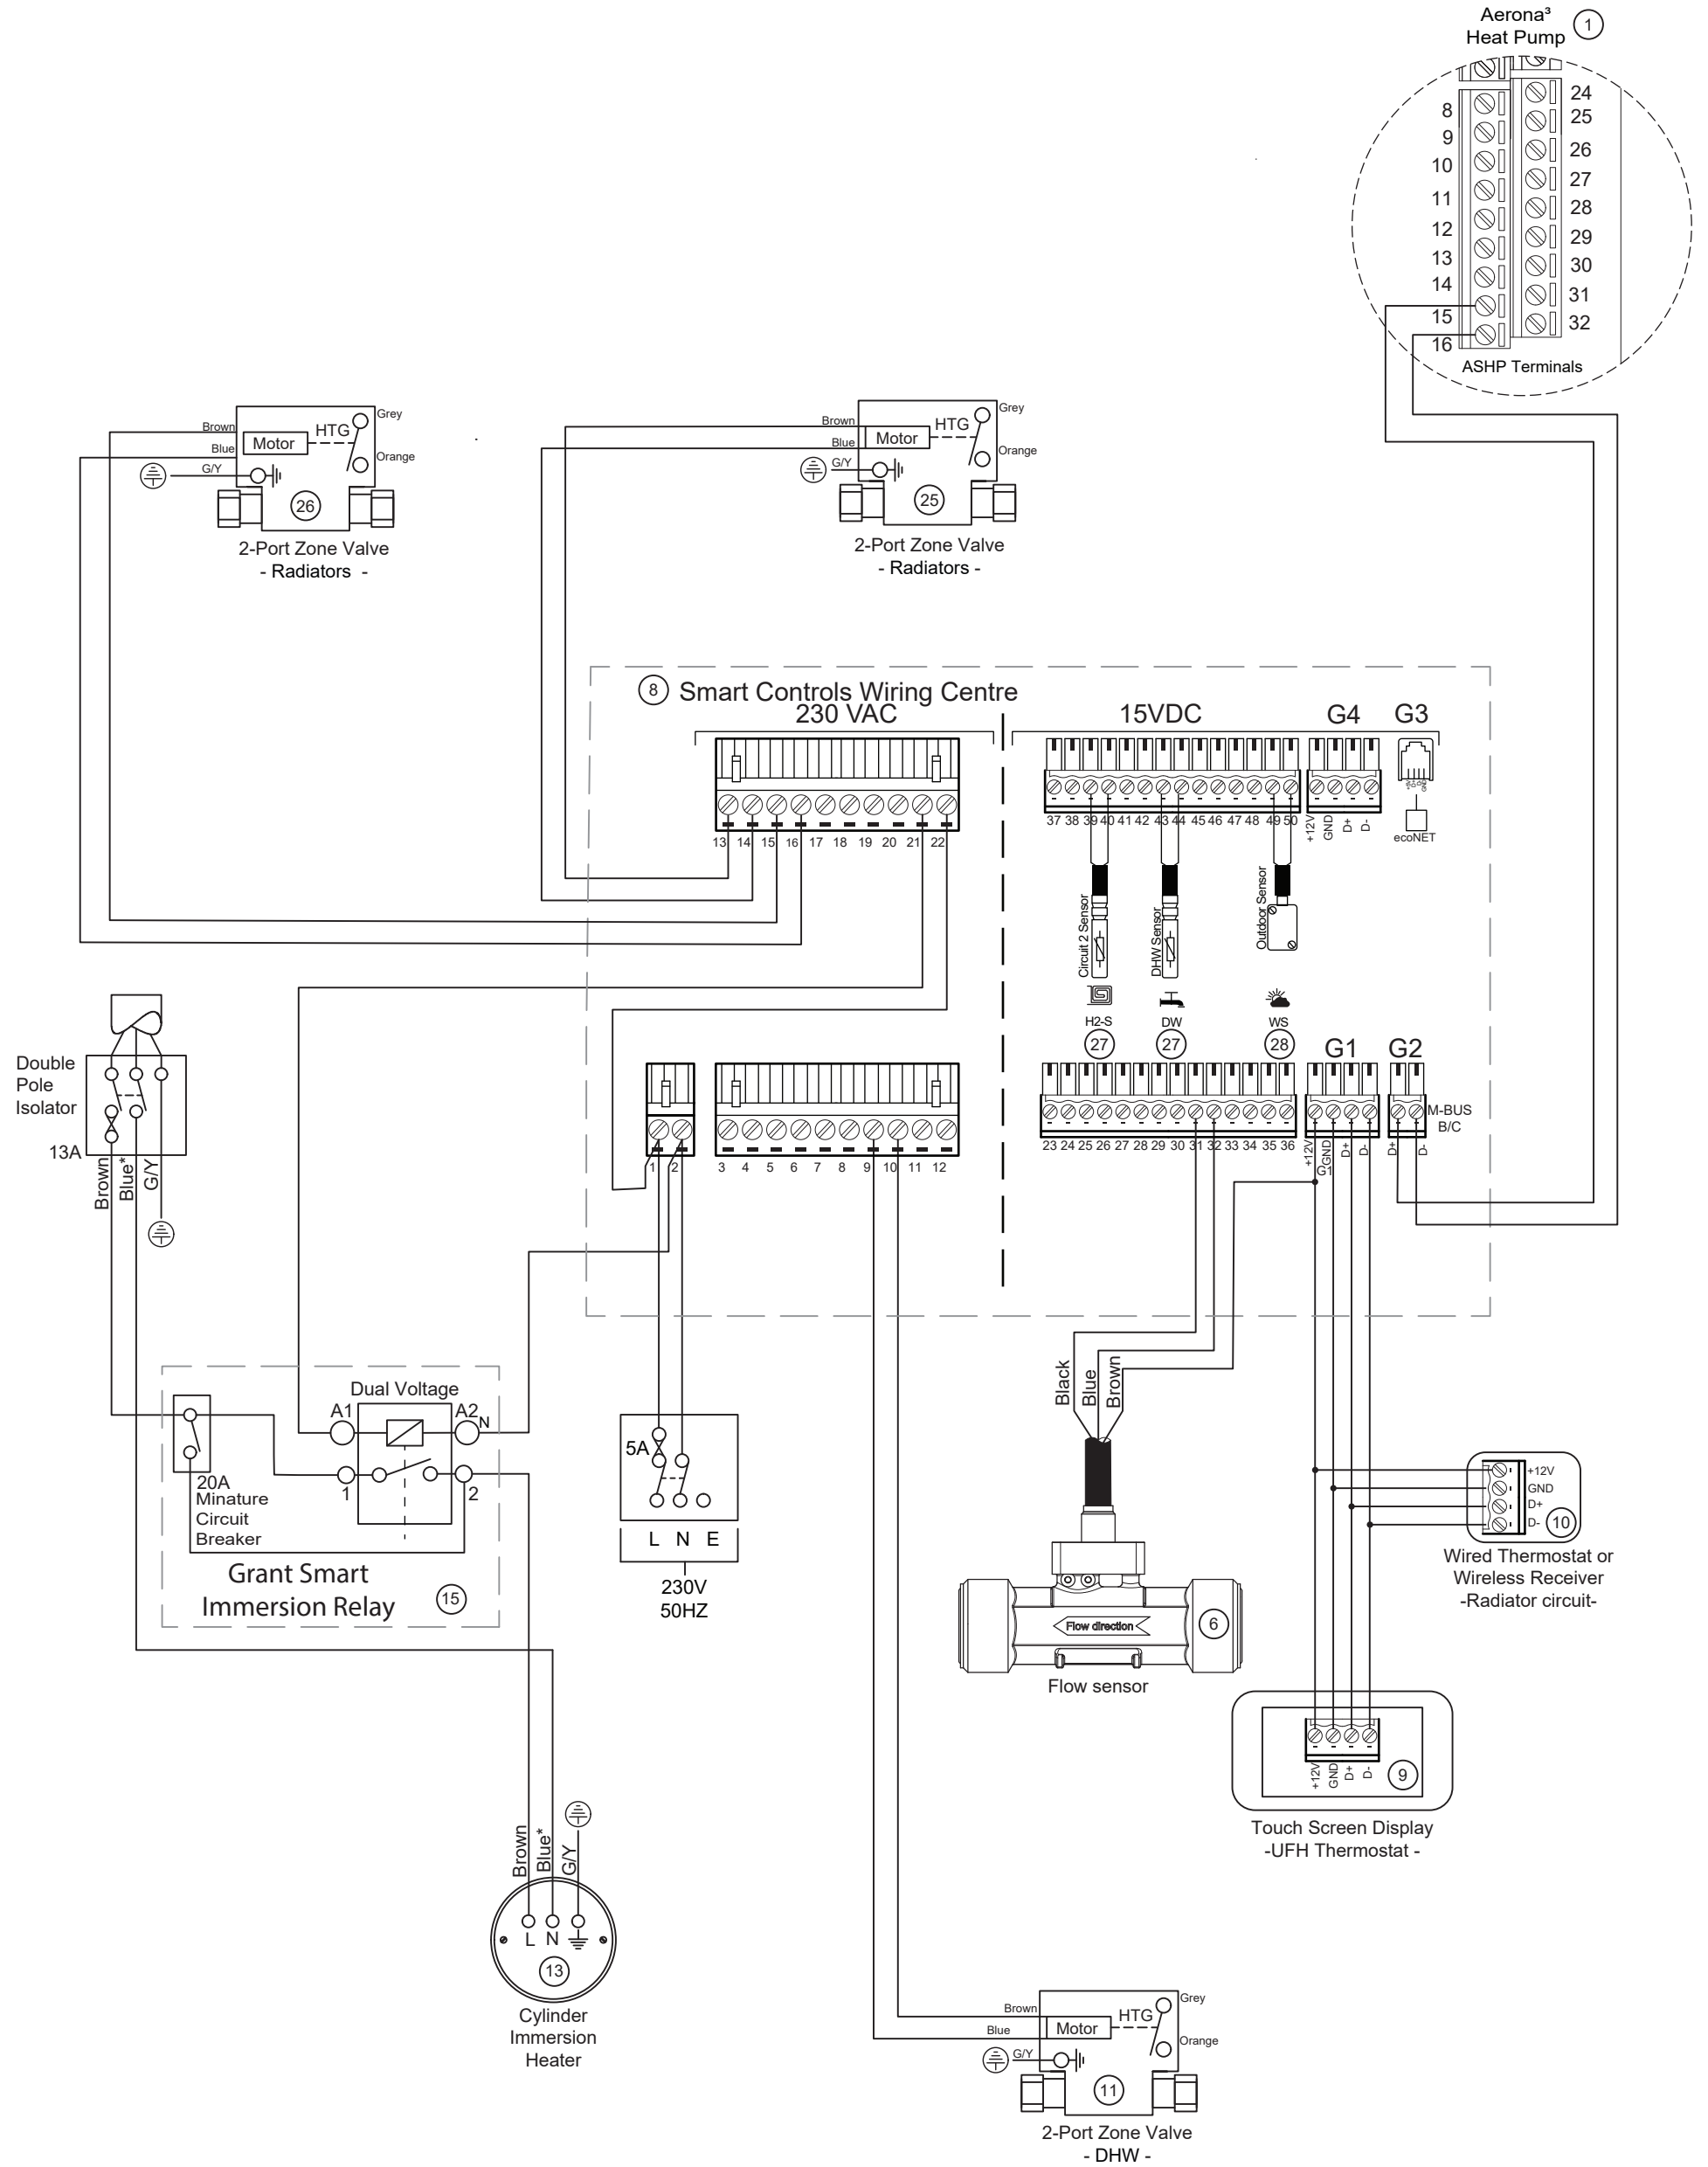 Aerona³
Heat Pump
1
8
9
10
11
12
13
14
15
16
24
25
26
27
28
29
30
31
32
ASHP Terminals
Brown
Blue
G/Y
Motor
HTG
Grey
Orange
26
2-Port Zone Valve
- Radiators -
Brown
Blue
G/Y
Motor
HTG
Grey
Orange
25
2-Port Zone Valve
- Radiators -
8 Smart Controls Wiring Centre
230 VAC
15VDC
G4
G3
13 14 15 16 17 18 19 20 21 22
37 38 39 40 41 42 43 44 45 46 47 48 49 50
+12V
GND
D+
D-
ecoNET
Circuit 2 Sensor
DHW Sensor
Outdoor Sensor
H2-S
DW
WS
27
27
28
G1
G2
M-BUS
B/C
1 2
3 4 5 6 7 8 9 10 11 12
23 24 25 26 27 28 29 30 31 32 33 34 35 36
+12V
GND
G1
D+
D-
D+
D-
Double
Pole
Isolator
13A
Brown
Blue*
G/Y
Dual Voltage
A1
A2
N
1
2
20A
Minature
Circuit
Breaker
Grant Smart
Immersion Relay
15
5A
L N E
230V
50HZ
Black
Blue
Brown
Flow direction
6
Flow sensor
+12V
GND
D+
D-
10
Wired Thermostat or
Wireless Receiver
-Radiator circuit-
+12V
GND
D+
D-
9
Touch Screen Display
-UFH Thermostat -
Brown
Blue*
G/Y
L N
13
Cylinder
Immersion
Heater
Brown
Blue
G/Y
Motor
HTG
Grey
Orange
11
2-Port Zone Valve
- DHW -